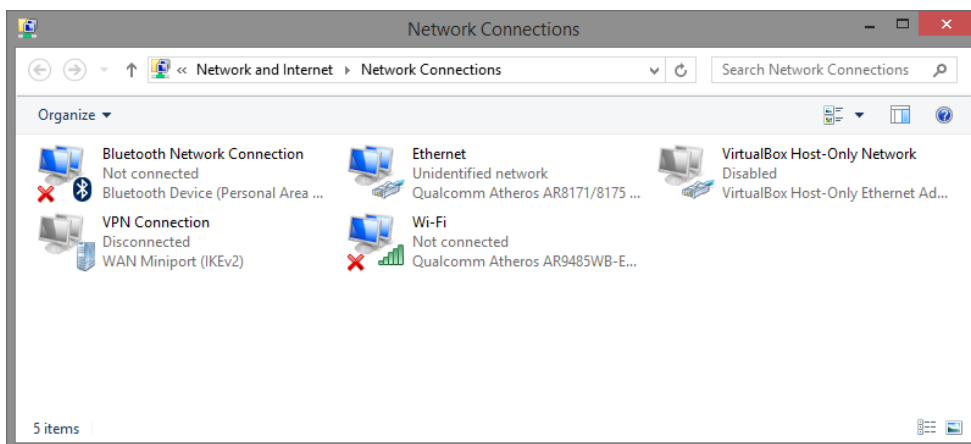 Network Connections
« Network and Internet Network Connections
Search Network Connections
Organize
Bluetooth Network Connection
Not connected
Bluetooth Device (Personal Area ...
Ethernet
Unidentified network
Qualcomm Atheros AR8171/8175 ...
VirtualBox Host-Only Network
Disabled
VirtualBox Host-Only Ethernet Ad...
VPN Connection
Disconnected
WAN Miniport (IKEv2)
Wi-Fi
Not connected
Qualcomm Atheros AR9485WB-E...
5 items